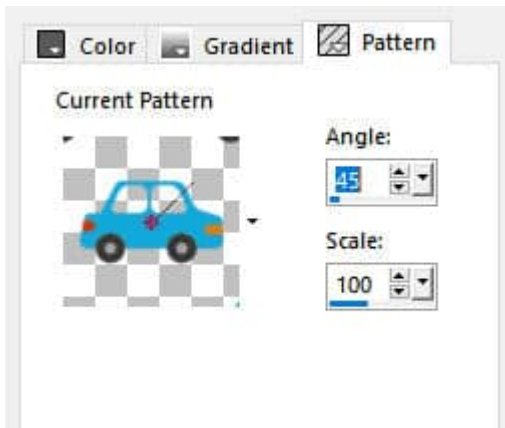 Color Gradient Pattern
Current Pattern
Angle:
45
Scale:
100